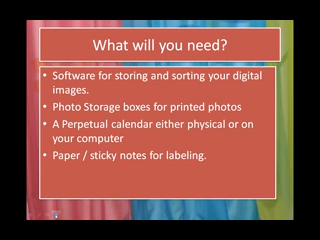 What will you need?
• Software for storing and sorting your digital
images.
• Photo Storage boxes for printed photos
• A Perpetual calendar either physical or on
your computer
• Paper / sticky notes for labeling.